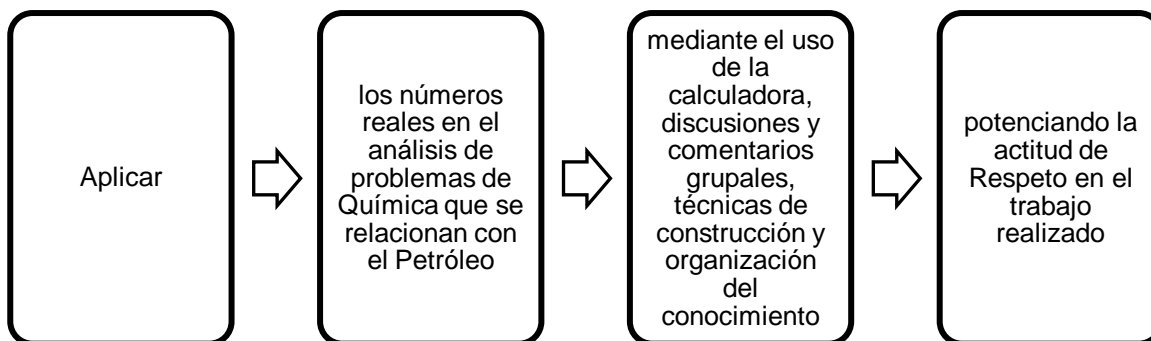 Aplicar
los números
reales en el
análisis de
problemas de
Química que se
relacionan con
el Petróleo
mediante el uso
de la
calculadora,
discusiones y
comentarios
grupales,
técnicas de
construcción y
organización
del
conocimiento
potenciando la
actitud de
Respeto en el
trabajo
realizado